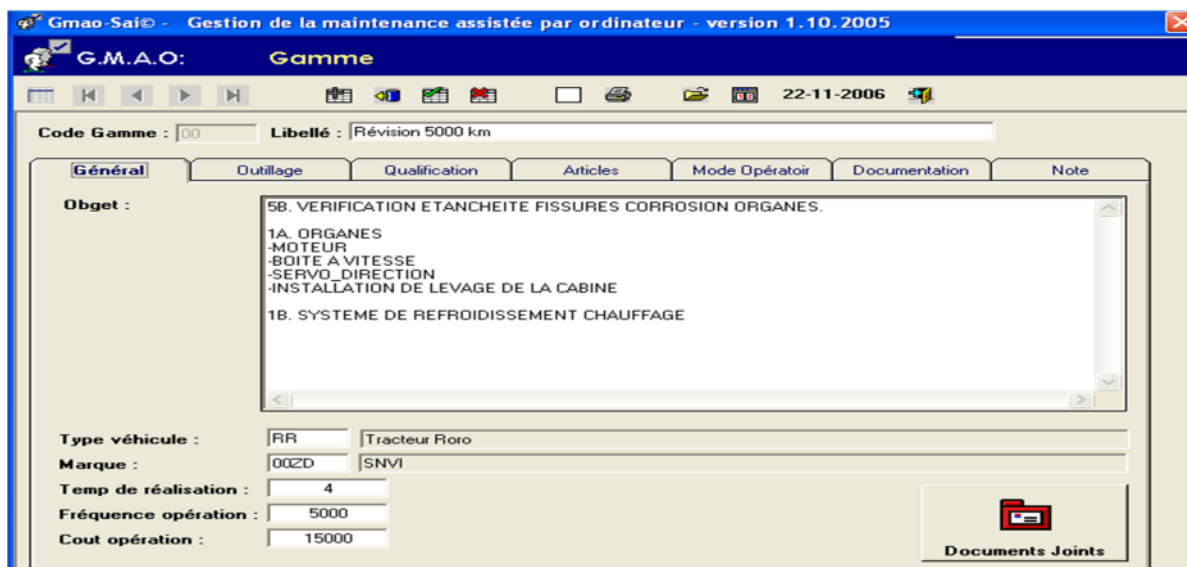 Gmao-Sai© - Gestion de la maintenance assistée par ordinateur - version 1.10.2005
G.M.A.O: Gamme
22-11-2006
Code Gamme : 00 Libellé : Révision 5000 km
Général Outillage Qualification Articles Mode Opératoir Documentation Note
Obget :
5B. VERIFICATION ETANCHEITE FISSURES CORROSION ORGANES.
1A. ORGANES
-MOTEUR
-BOITE A VITESSE
-SERVO_DIRECTION
-INSTALLATION DE LEVAGE DE LA CABINE
1B. SYSTEME DE REFROIDISSEMENT CHAUFFAGE
Type véhicule : RR Tracteur Roro
Marque : 00ZD SNVI
Temp de réalisation : 4
Fréquence opération : 5000
Cout opération : 15000
Documents Joints